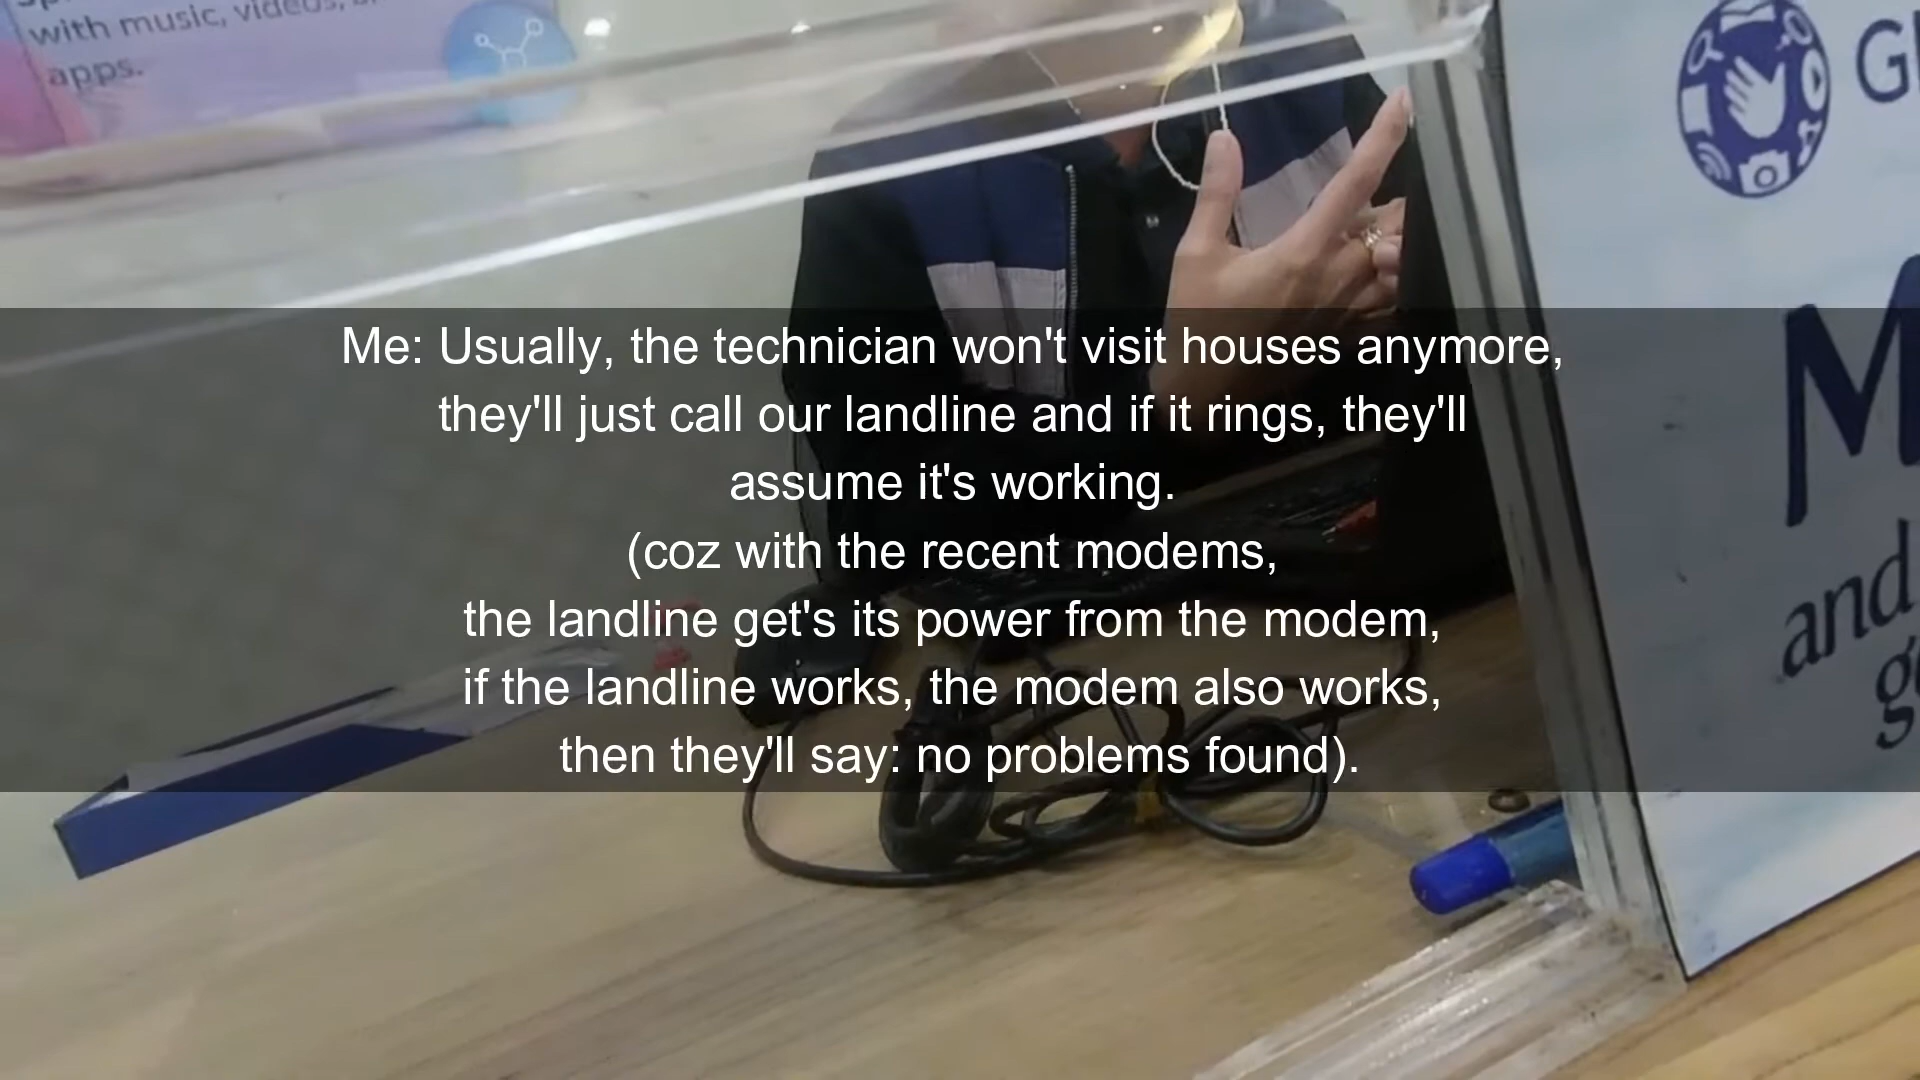 with music, videos,
apps.
Me: Usually, the technician won't visit houses anymore,
they'll just call our landline and if it rings, they'll
assume it's working.
(coz with the recent modems,
the landline get's its power from the modem,
if the landline works, the modem also works,
then they'll say: no problems found).
and